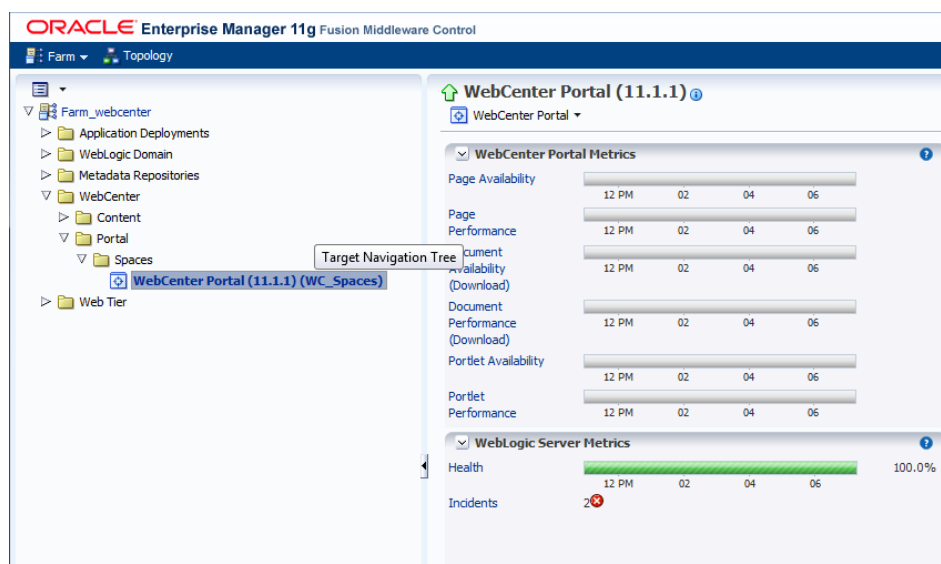 ORACLE Enterprise Manager 11g Fusion Middleware Control
Farm Topology
Farm_webcenter
Application Deployments
WebLogic Domain
Metadata Repositories
WebCenter
Content
Portal
Spaces
Target Navigation Tree
WebCenter Portal (11.1.1) (WC_Spaces)
Web Tier
WebCenter Portal (11.1.1)
WebCenter Portal
WebCenter Portal Metrics
Page Availability
12 PM 02 04 06
Page
Performance
12 PM 02 04 06
Availability
12 PM 02 04 06
(Download)
Document
Performance
12 PM 02 04 06
(Download)
Portlet Availability
12 PM 02 04 06
Portlet
Performance
12 PM 02 04 06
WebLogic Server Metrics
Health
100.0%
12 PM 02 04 06
Incidents
2